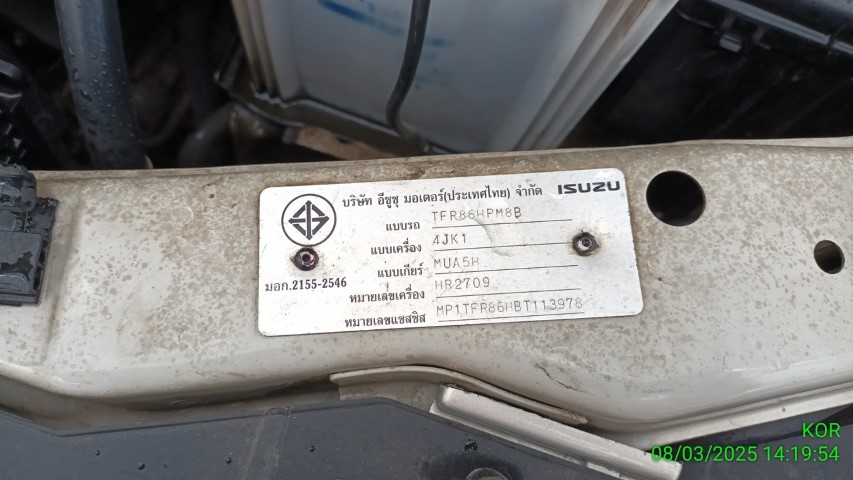 บริษัท อีซูซุ มอเตอร์(ประเทศไทย) จำกัด ISUZU
แบบรถ TFR86HPM8B
แบบเครื่อง 4JK1
แบบเกียร์ MUA5H
มอก.2155-2546
หมายเลขเครื่อง HR2709
หมายเลขแชสซิส MP1TFR86HBT113978
KOR
08/03/2025 14:19:54